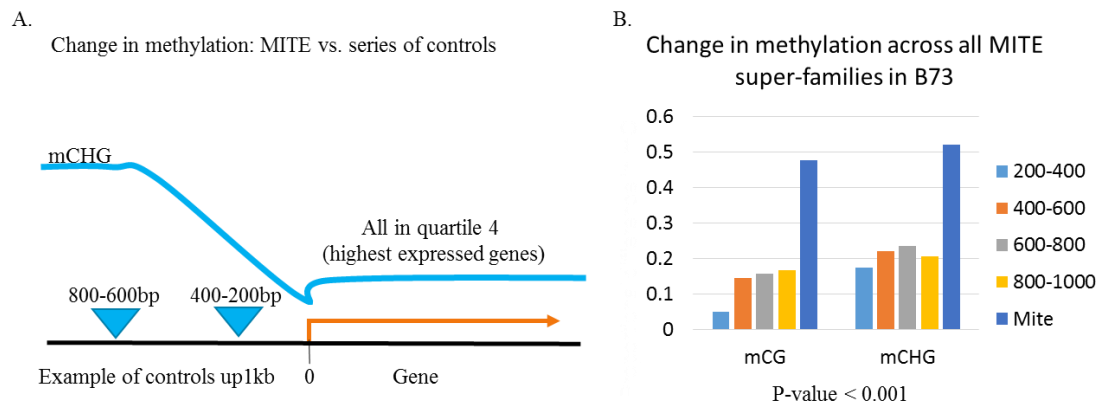 A.
Change in methylation: MITE vs. series of controls
mCHG
All in quartile 4
(highest expressed genes)
800-600bp
400-200bp
Example of controls up1kb
0
Gene
B.
Change in methylation across all MITE
super-families in B73
0.6
0.5
0.4
0.3
0.2
0.1
0
mCG
mCHG
200-400
400-600
600-800
800-1000
Mite
P-value < 0.001